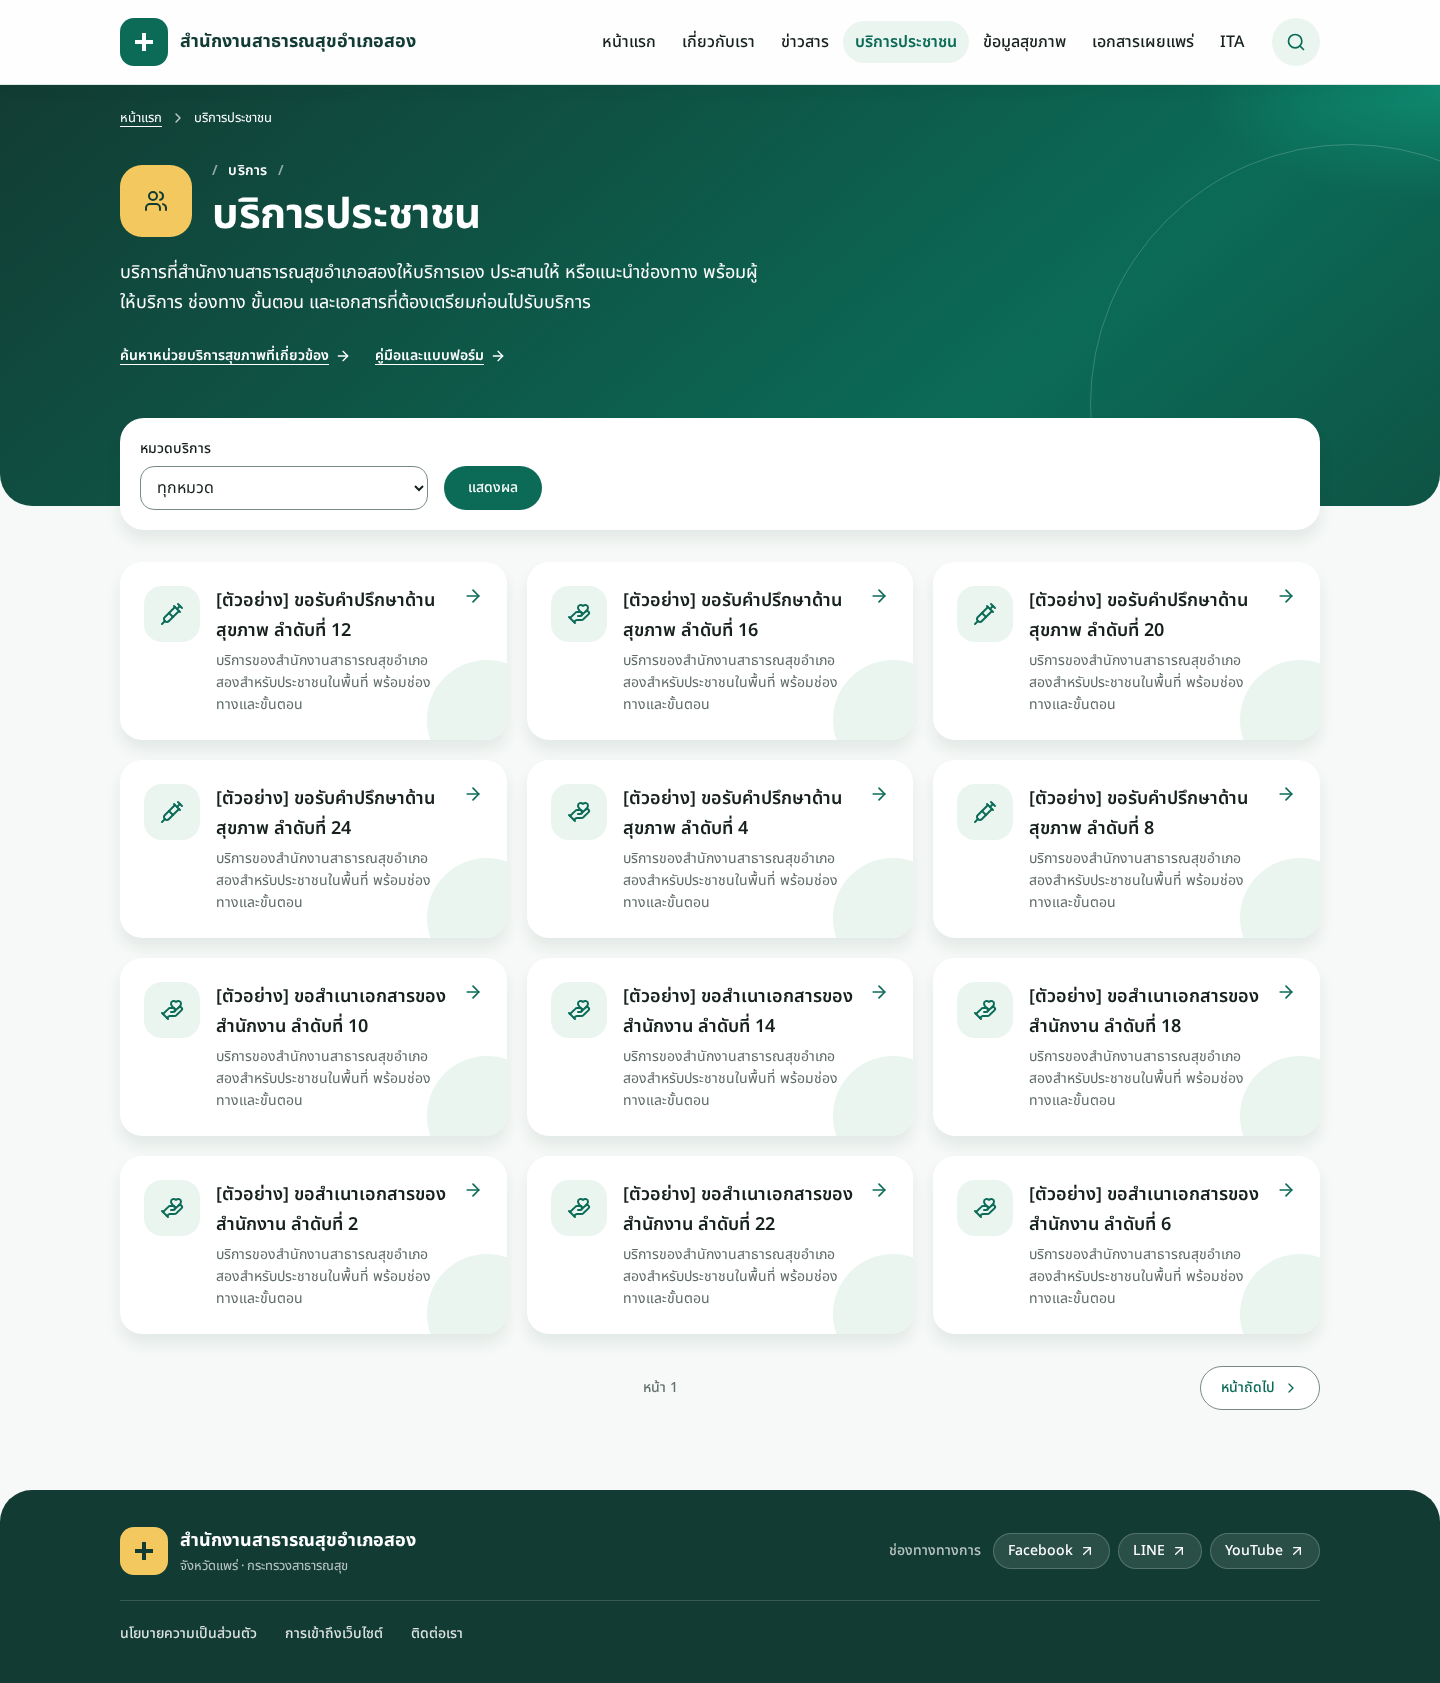 สำนักงานสาธารณสุขอำเภอสอง
หน้าแรก
เกี่ยวกับเรา
ข่าวสาร
บริการประชาชน
ข้อมูลสุขภาพ
เอกสารเผยแพร่
ITA
หน้าแรก
บริการประชาชน
/ บริการ /
บริการประชาชน
บริการที่สำนักงานสาธารณสุขอำเภอสองให้บริการเอง ประสานให้ หรือแนะนำช่องทาง พร้อมผู้
ให้บริการ ช่องทาง ขั้นตอน และเอกสารที่ต้องเตรียมก่อนไปรับบริการ
ค้นหาหน่วยบริการสุขภาพที่เกี่ยวข้อง
คู่มือและแบบฟอร์ม
หมวดบริการ
ทุกหมวด
แสดงผล
[ตัวอย่าง] ขอรับคำปรึกษาด้าน
สุขภาพ ลำดับที่ 12
บริการของสำนักงานสาธารณสุขอำเภอ
สองสำหรับประชาชนในพื้นที่ พร้อมช่อง
ทางและขั้นตอน
[ตัวอย่าง] ขอรับคำปรึกษาด้าน
สุขภาพ ลำดับที่ 16
บริการของสำนักงานสาธารณสุขอำเภอ
สองสำหรับประชาชนในพื้นที่ พร้อมช่อง
ทางและขั้นตอน
[ตัวอย่าง] ขอรับคำปรึกษาด้าน
สุขภาพ ลำดับที่ 20
บริการของสำนักงานสาธารณสุขอำเภอ
สองสำหรับประชาชนในพื้นที่ พร้อมช่อง
ทางและขั้นตอน
[ตัวอย่าง] ขอรับคำปรึกษาด้าน
สุขภาพ ลำดับที่ 24
บริการของสำนักงานสาธารณสุขอำเภอ
สองสำหรับประชาชนในพื้นที่ พร้อมช่อง
ทางและขั้นตอน
[ตัวอย่าง] ขอรับคำปรึกษาด้าน
สุขภาพ ลำดับที่ 4
บริการของสำนักงานสาธารณสุขอำเภอ
สองสำหรับประชาชนในพื้นที่ พร้อมช่อง
ทางและขั้นตอน
[ตัวอย่าง] ขอรับคำปรึกษาด้าน
สุขภาพ ลำดับที่ 8
บริการของสำนักงานสาธารณสุขอำเภอ
สองสำหรับประชาชนในพื้นที่ พร้อมช่อง
ทางและขั้นตอน
[ตัวอย่าง] ขอสำเนาเอกสารของ
สำนักงาน ลำดับที่ 10
บริการของสำนักงานสาธารณสุขอำเภอ
สองสำหรับประชาชนในพื้นที่ พร้อมช่อง
ทางและขั้นตอน
[ตัวอย่าง] ขอสำเนาเอกสารของ
สำนักงาน ลำดับที่ 14
บริการของสำนักงานสาธารณสุขอำเภอ
สองสำหรับประชาชนในพื้นที่ พร้อมช่อง
ทางและขั้นตอน
[ตัวอย่าง] ขอสำเนาเอกสารของ
สำนักงาน ลำดับที่ 18
บริการของสำนักงานสาธารณสุขอำเภอ
สองสำหรับประชาชนในพื้นที่ พร้อมช่อง
ทางและขั้นตอน
[ตัวอย่าง] ขอสำเนาเอกสารของ
สำนักงาน ลำดับที่ 2
บริการของสำนักงานสาธารณสุขอำเภอ
สองสำหรับประชาชนในพื้นที่ พร้อมช่อง
ทางและขั้นตอน
[ตัวอย่าง] ขอสำเนาเอกสารของ
สำนักงาน ลำดับที่ 22
บริการของสำนักงานสาธารณสุขอำเภอ
สองสำหรับประชาชนในพื้นที่ พร้อมช่อง
ทางและขั้นตอน
[ตัวอย่าง] ขอสำเนาเอกสารของ
สำนักงาน ลำดับที่ 6
บริการของสำนักงานสาธารณสุขอำเภอ
สองสำหรับประชาชนในพื้นที่ พร้อมช่อง
ทางและขั้นตอน
หน้า 1
หน้าถัดไป
สำนักงานสาธารณสุขอำเภอสอง
จังหวัดแพร่ · กระทรวงสาธารณสุข
ช่องทางทางการ
Facebook
LINE
YouTube
นโยบายความเป็นส่วนตัว
การเข้าถึงเว็บไซต์
ติดต่อเรา